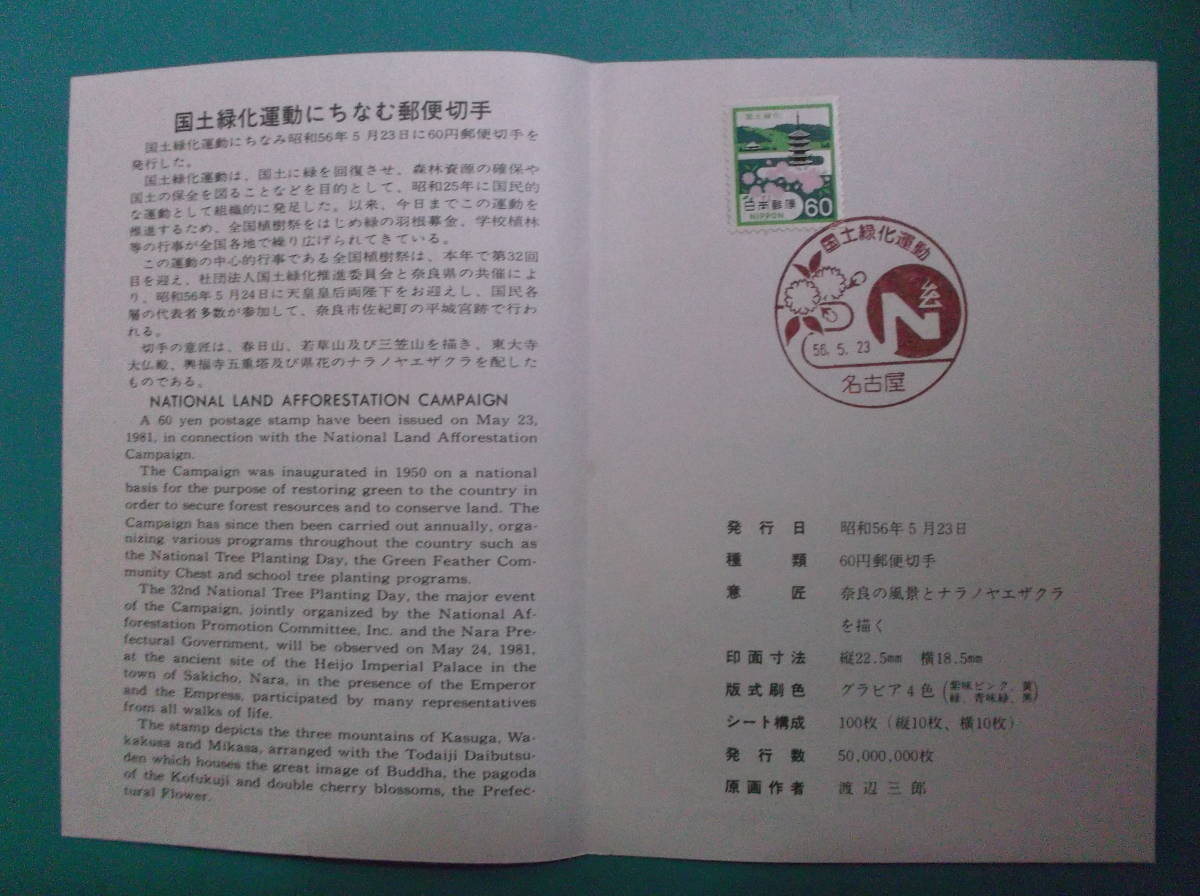 国土緑化運動にちなむ郵便切手
国土緑化運動にちなみ昭和56年5月23日に60円郵便切手を
発行した。
国土緑化運動は、国土に緑を回復させ、森林資源の確保や
国土の保全を図ることなどを目的として、昭和25年に国民的
な運動として組織的に発足した。以来、今日までこの運動を
推進するため、全国植樹祭をはじめ緑の羽根募金、学校植林
等の行事が全国各地で繰り広げられてきている。
この運動の中心的行事である全国植樹祭は、本年で第32回
目を迎え、社団法人国土緑化推進委員会と奈良県の共催によ
り、昭和56年5月24日に天皇皇后両陛下をお迎えし、国民各
層の代表者多数が参加して、奈良市佐紀町の平城宮跡で行わ
れる。
切手の意匠は、春日山、若草山及び三笠山を描き、東大寺
大仏殿、興福寺五重塔及び県花のナラノヤエザクラを配した
ものである。
NATIONAL LAND AFFORESTATION CAMPAIGN
A 60 yen postage stamp have been issued on May 23,
1981, in connection with the National Land Afforestation
Campaign.
The Campaign was inaugurated in 1950 on a national
basis for the purpose of restoring green to the country in
order to secure forest resources and to conserve land. The
Campaign has since then been carried out annually, orga-
nizing various programs throughout the country such as
the National Tree Planting Day, the Green Feather Com-
munity Chest and school tree planting programs.
The 32nd National Tree Planting Day, the major event
of the Campaign, jointly organized by the National Af-
forestation Promotion Committee, Inc. and the Nara Pre-
fectural Government, will be observed on May 24, 1981,
at the ancient site of the Heijo Imperial Palace in the
town of Sakicho, Nara, in the presence of the Emperor
and the Empress, participated by many representatives
from all walks of life.
The stamp depicts the three mountains of Kasuga, Wa-
kakusa and Mikasa, arranged with the Todaiji Daibutsu-
den which houses the great image of Buddha, the pagoda
of the Kofukuji and double cherry blossoms, the Prefec-
tural Flower.
国土緑化
日本郵便 60
NIPPON
国土緑化運動
N
56.5.23
名古屋
発行日 昭和56年5月23日
種類 60円郵便切手
意匠 奈良の風景とナラノヤエザクラ
を描く
印面寸法 縦22.5mm 横18.5mm
版式刷色 グラビア4色(紫味ピンク、黄
緑、青味緑、黒)
シート構成 100枚(縦10枚、横10枚)
発行数 50,000,000枚
原画作者 渡辺三郎